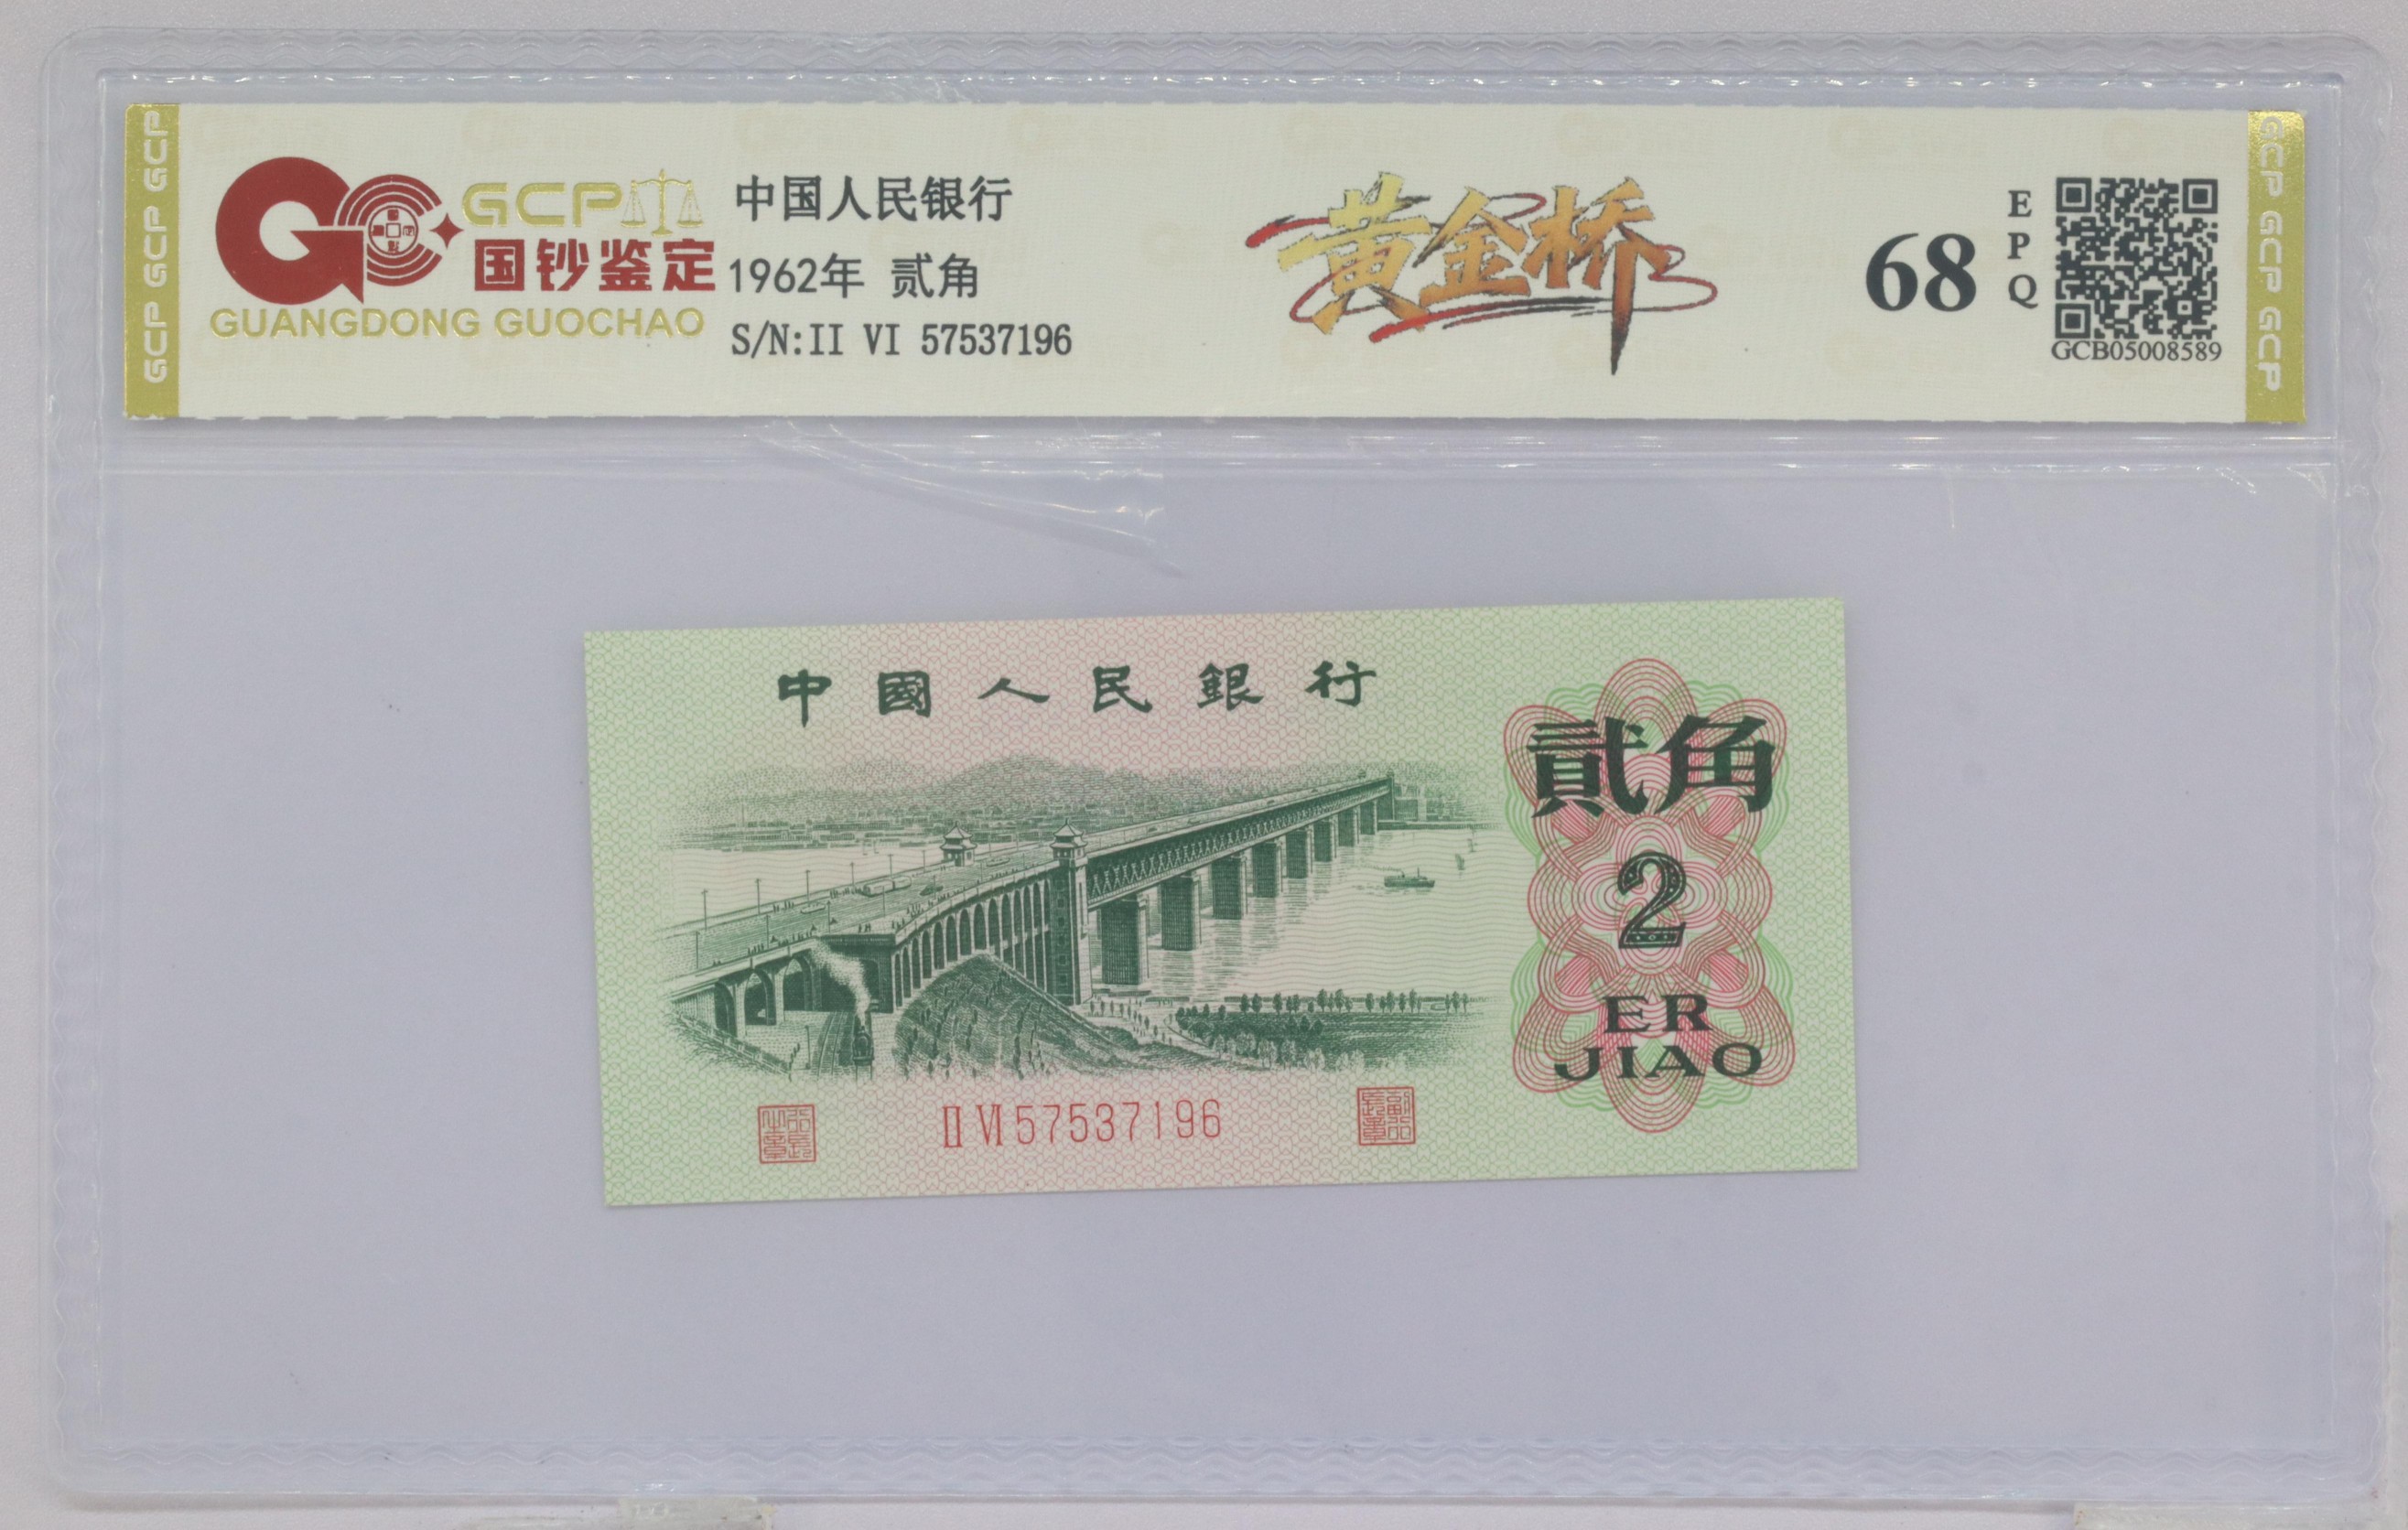 GCP GCP GCP
GCP
国钞鉴定
GUANGDONG GUOCHAO
中国人民银行
1962年 贰角
S/N:II VI 57537196
黄金桥
68
EPQ
GCB05008589
GCP GCP GCP
中國人民銀行
貳角
2
ER
JIAO
II VI 57537196